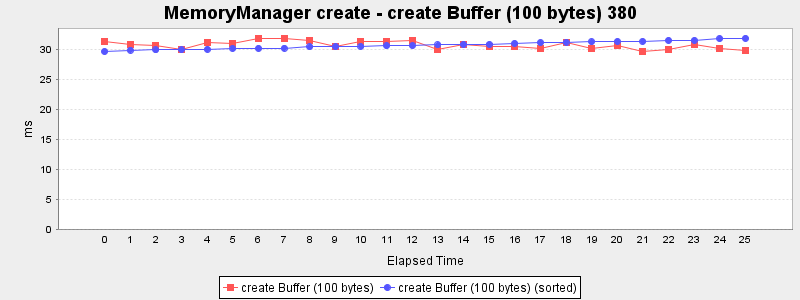 MemoryManager create - create Buffer (100 bytes) 380
30
25
20
15
10
5
0
ms
0 1 2 3 4 5 6 7 8 9 10 11 12 13 14 15 16 17 18 19 20 21 22 23 24 25
Elapsed Time
create Buffer (100 bytes) create Buffer (100 bytes) (sorted)